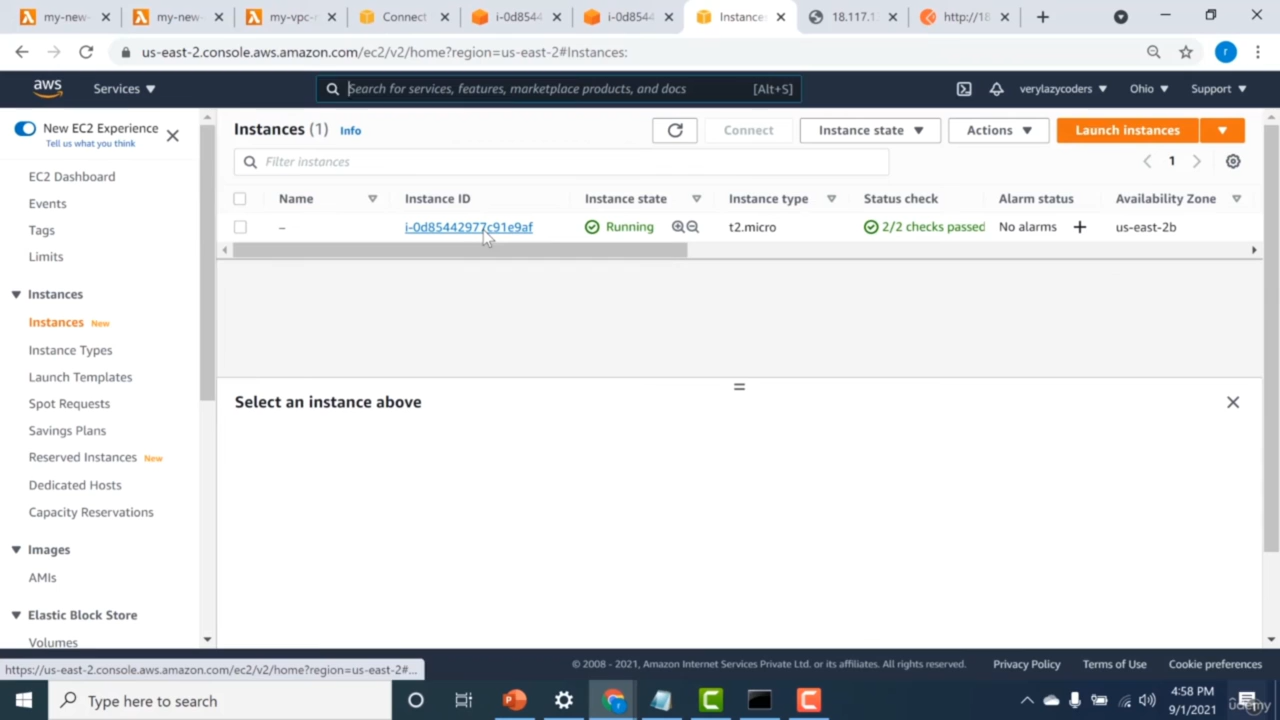 my-new-
my-new-
my-vpc-r
Connect
i-0d8544
i-0d8544
Instance
18.117.1
http://18
us-east-2.console.aws.amazon.com/ec2/v2/home?region=us-east-2#Instances:
r
aws
Services
Search for services, features, marketplace products, and docs
[Alt+S]
verylazycoders
Ohio
Support
New EC2 Experience
Tell us what you think
EC2 Dashboard
Events
Tags
Limits
Instances
Instances New
Instance Types
Launch Templates
Spot Requests
Savings Plans
Reserved Instances New
Dedicated Hosts
Capacity Reservations
Images
AMIs
Elastic Block Store
Volumes
Instances (1) Info
Connect
Instance state
Actions
Launch instances
Filter instances
1
Name Instance ID Instance state Instance type Status check Alarm status Availability Zone
– i-0d85442977c91e9af Running t2.micro 2/2 checks passed No alarms + us-east-2b
Select an instance above
https://us-east-2.console.aws.amazon.com/ec2/v2/home?region=us-east-2#...
© 2008 - 2021, Amazon Internet Services Private Ltd. or its affiliates. All rights reserved.
Privacy Policy
Terms of Use
Cookie preferences
Type here to search
4:58 PM
9/1/2021
udemy